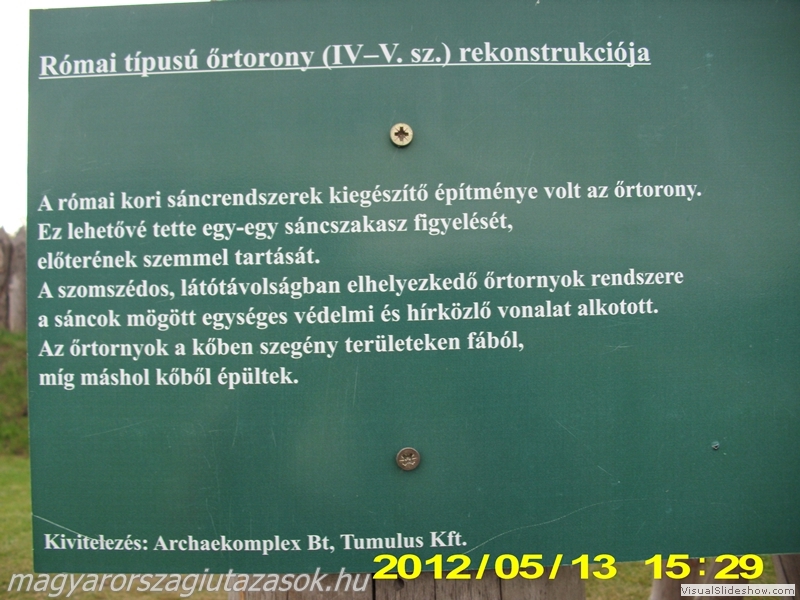 Római típusú őrtorony (IV–V. sz.) rekonstrukciója
A római kori sáncrendszerek kiegészítő építménye volt az őrtorony.
Ez lehetővé tette egy-egy sáncszakasz figyelését,
előterének szemmel tartását.
A szomszédos, látótávolságban elhelyezkedő őrtornyok rendszere
a sáncok mögött egységes védelmi és hírközlő vonalat alkotott.
Az őrtornyok a kőben szegény területeken fából,
míg máshol kőből épültek.
Kivitelezés: Archaekomplex Bt, Tumulus Kft.
magyarorszagiutazasok.hu
2012/05/13 15:29
VisualSlideshow.com